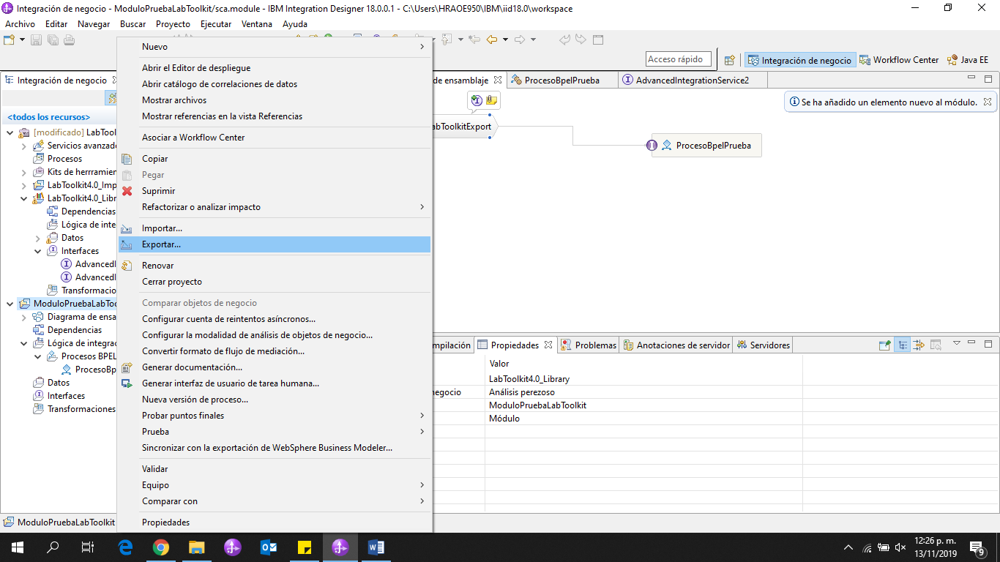 Integración de negocio - ModuloPruebaLabToolkit/sca.module - IBM Integration Designer 18.0.0.1 - C:\Users\HRAOE950\IBM\iid18.0\workspace
Archivo Editar Navegar Buscar Proyecto Ejecutar Ventana Ayuda
Acceso rápido
Integración de negocio
Workflow Center
Java EE
Integración de negocio
<todos los recursos>
[modificado] LabTool
Servicios avanzado
Procesos
Kits de herrramien
LabToolkit4.0_Imp
LabToolkit4.0_Libr
Dependencias
Lógica de inte
Datos
Interfaces
AdvancedI
AdvancedI
Transformacio
ModuloPruebaLabToo
Diagrama de ensa
Dependencias
Lógica de integrac
Procesos BPEL
ProcesoBp
Datos
Interfaces
Transformaciones
ModuloPruebaLabToolkit
Nuevo
Abrir el Editor de despliegue
Abrir catálogo de correlaciones de datos
Mostrar archivos
Mostrar referencias en la vista Referencias
Asociar a Workflow Center
Copiar
Pegar
Suprimir
Refactorizar o analizar impacto
Importar...
Exportar...
Renovar
Cerrar proyecto
Comparar objetos de negocio
Configurar cuenta de reintentos asíncronos...
Configurar la modalidad de análisis de objetos de negocio...
Convertir formato de flujo de mediación...
Generar documentación...
Generar interfaz de usuario de tarea humana...
Nueva versión de proceso...
Probar puntos finales
Prueba
Sincronizar con la exportación de WebSphere Business Modeler...
Validar
Equipo
Comparar con
Propiedades
de ensamblaje
ProcesoBpelPrueba
AdvancedIntegrationService2
Se ha añadido un elemento nuevo al módulo.
abToolkitExport
ProcesoBpelPrueba
mpilación
Propiedades
Problemas
Anotaciones de servidor
Servidores
Valor
LabToolkit4.0_Library
negocio Análisis perezoso
ModuloPruebaLabToolkit
Módulo
12:26 p. m.
13/11/2019
9